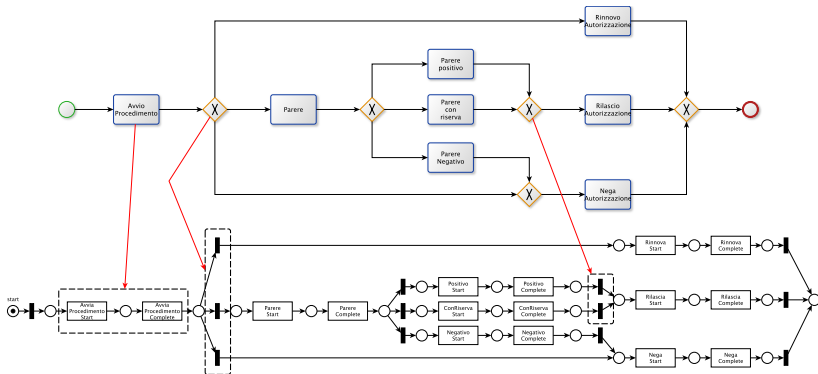 Rinnovo
Autorizzazione
Parere
positivo
Avvio
Procedimento
X
Parere
X
Parere
con
riserva
X
Rilascio
Autorizzazione
X
Parere
Negativo
X
Nega
Autorizzazione
Rinnova
Start
Rinnova
Complete
Positivo
Start
Positivo
Complete
start
Avvia
Procedimento
Start
Avvia
Procedimento
Complete
Parere
Start
Parere
Complete
ConRiserva
Start
ConRiserva
Complete
Rilascia
Start
Rilascia
Complete
Negativo
Start
Negativo
Complete
Nega
Start
Nega
Complete